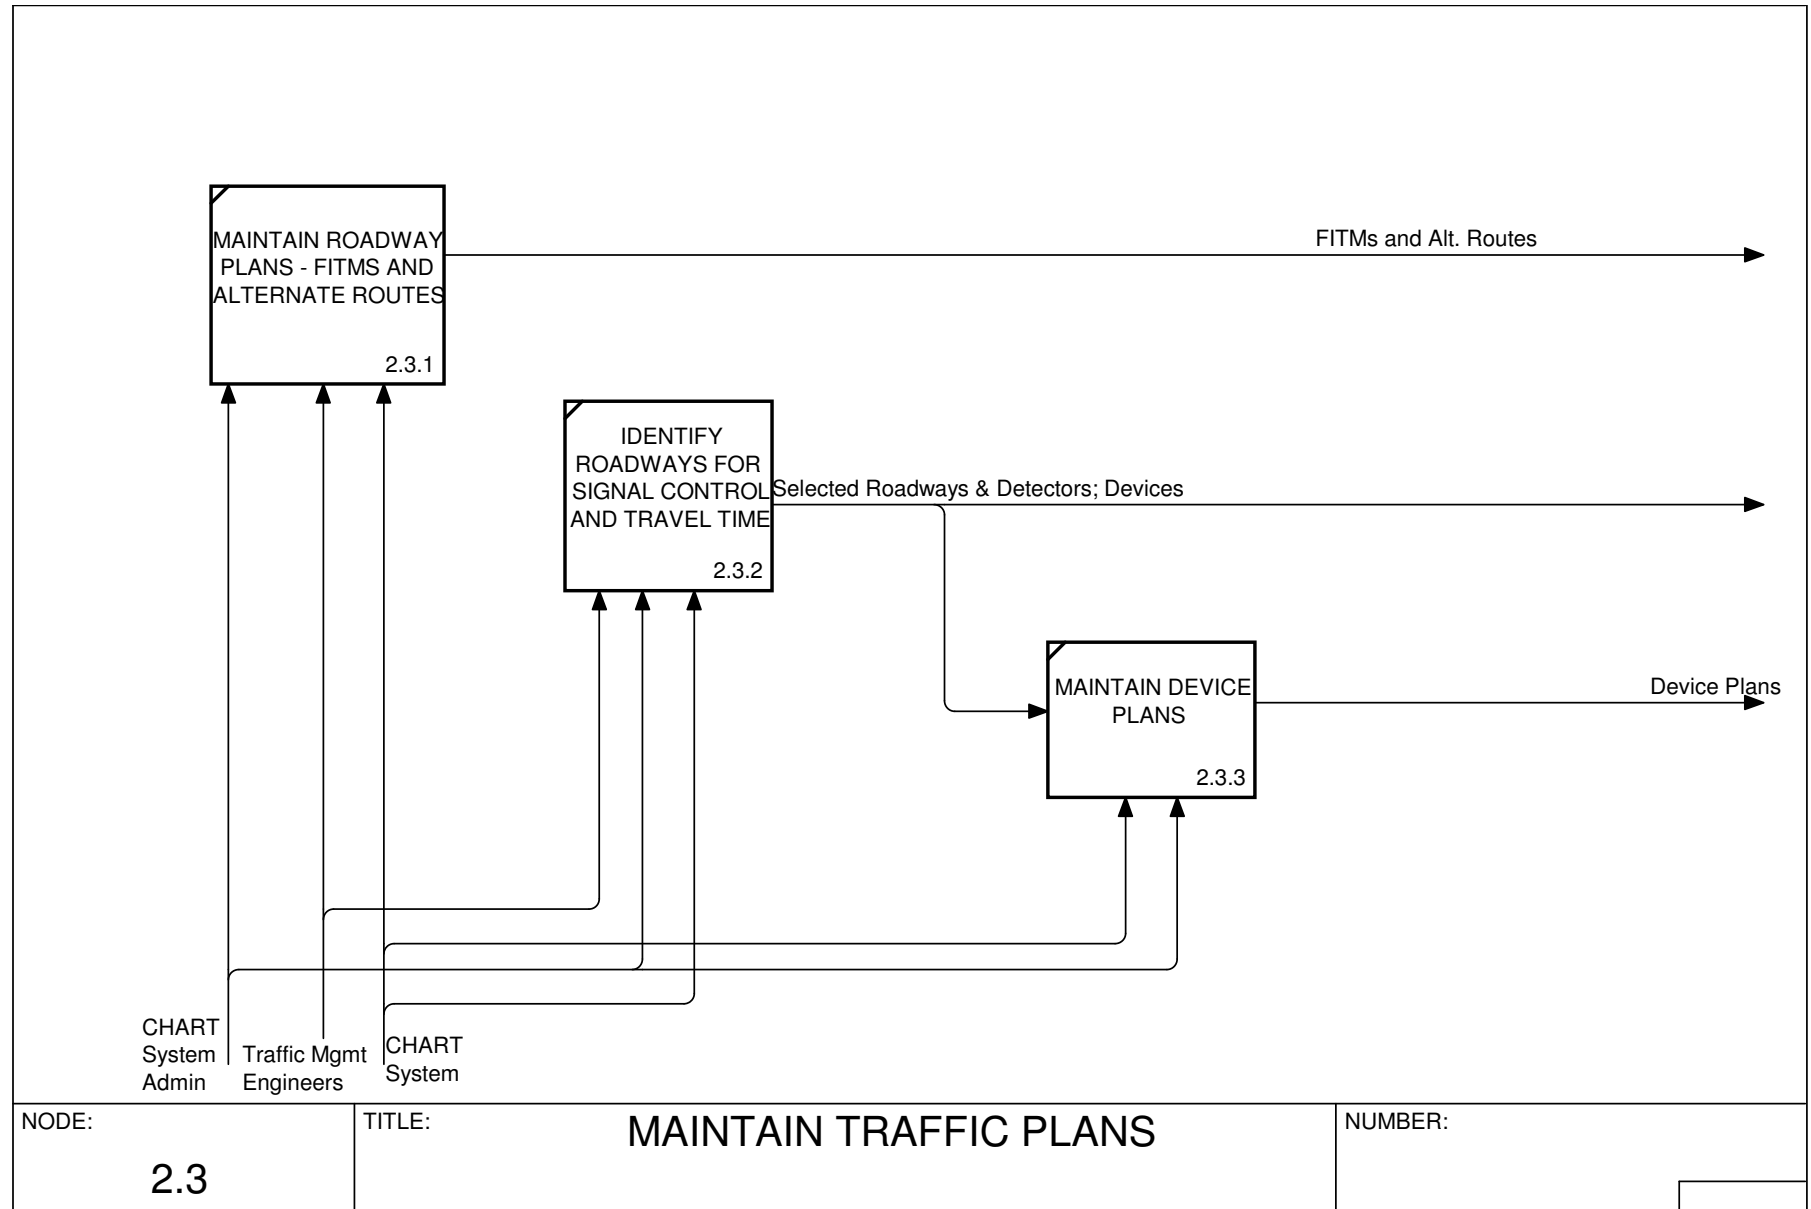 MAINTAIN ROADWAY
PLANS - FITMS AND
ALTERNATE ROUTES
2.3.1
FITMs and Alt. Routes
IDENTIFY
ROADWAYS FOR
SIGNAL CONTROL
AND TRAVEL TIME
2.3.2
Selected Roadways & Detectors; Devices
MAINTAIN DEVICE
PLANS
2.3.3
Device Plans
CHART
System
Admin
Traffic Mgmt
Engineers
CHART
System
NODE:
2.3
TITLE:
MAINTAIN TRAFFIC PLANS
NUMBER: